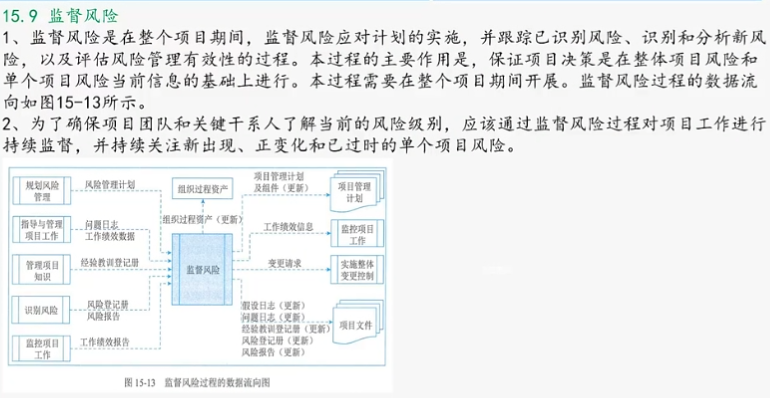 15.9 监督风险
1、监督风险是在整个项目期间，监督风险应对计划的实施，并跟踪已识别风险、识别和分析新风
险，以及评估风险管理有效性的过程。本过程的主要作用是，保证项目决策是在整体项目风险和
单个项目风险当前信息的基础上进行。本过程需要在整个项目期间开展。监督风险过程的数据流
向如图15-13所示。
2、为了确保项目团队和关键干系人了解当前的风险级别，应该通过监督风险过程对项目工作进行
持续监督，并持续关注新出现、正变化和已过时的单个项目风险。
规划风险
管理
风险管理计划
组织过程资产
项目管理计划
及组件（更新）
项目管理
计划
指导与管理
项目工作
问题日志
工作绩效数据
组织过程资产（更新）
工作绩效信息
监控项目
工作
管理项目
知识
经验教训登记册
监督风险
变更请求
实施整体
变更控制
识别风险
风险登记册
风险报告
假设日志（更新）
问题日志（更新）
经验教训登记册（更新）
风险登记册（更新）
风险报告（更新）
项目文件
监控项目
工作
工作绩效报告
图 15-13 监督风险过程的数据流向图